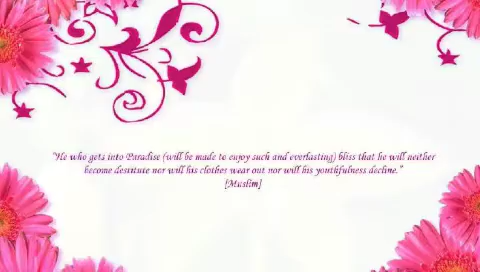 "He who gets into Paradise (will be made to enjoy such and everlasting) bliss that he will neither
become destitute nor will his clothes wear out nor will his youthfulness decline."
[Muslim]